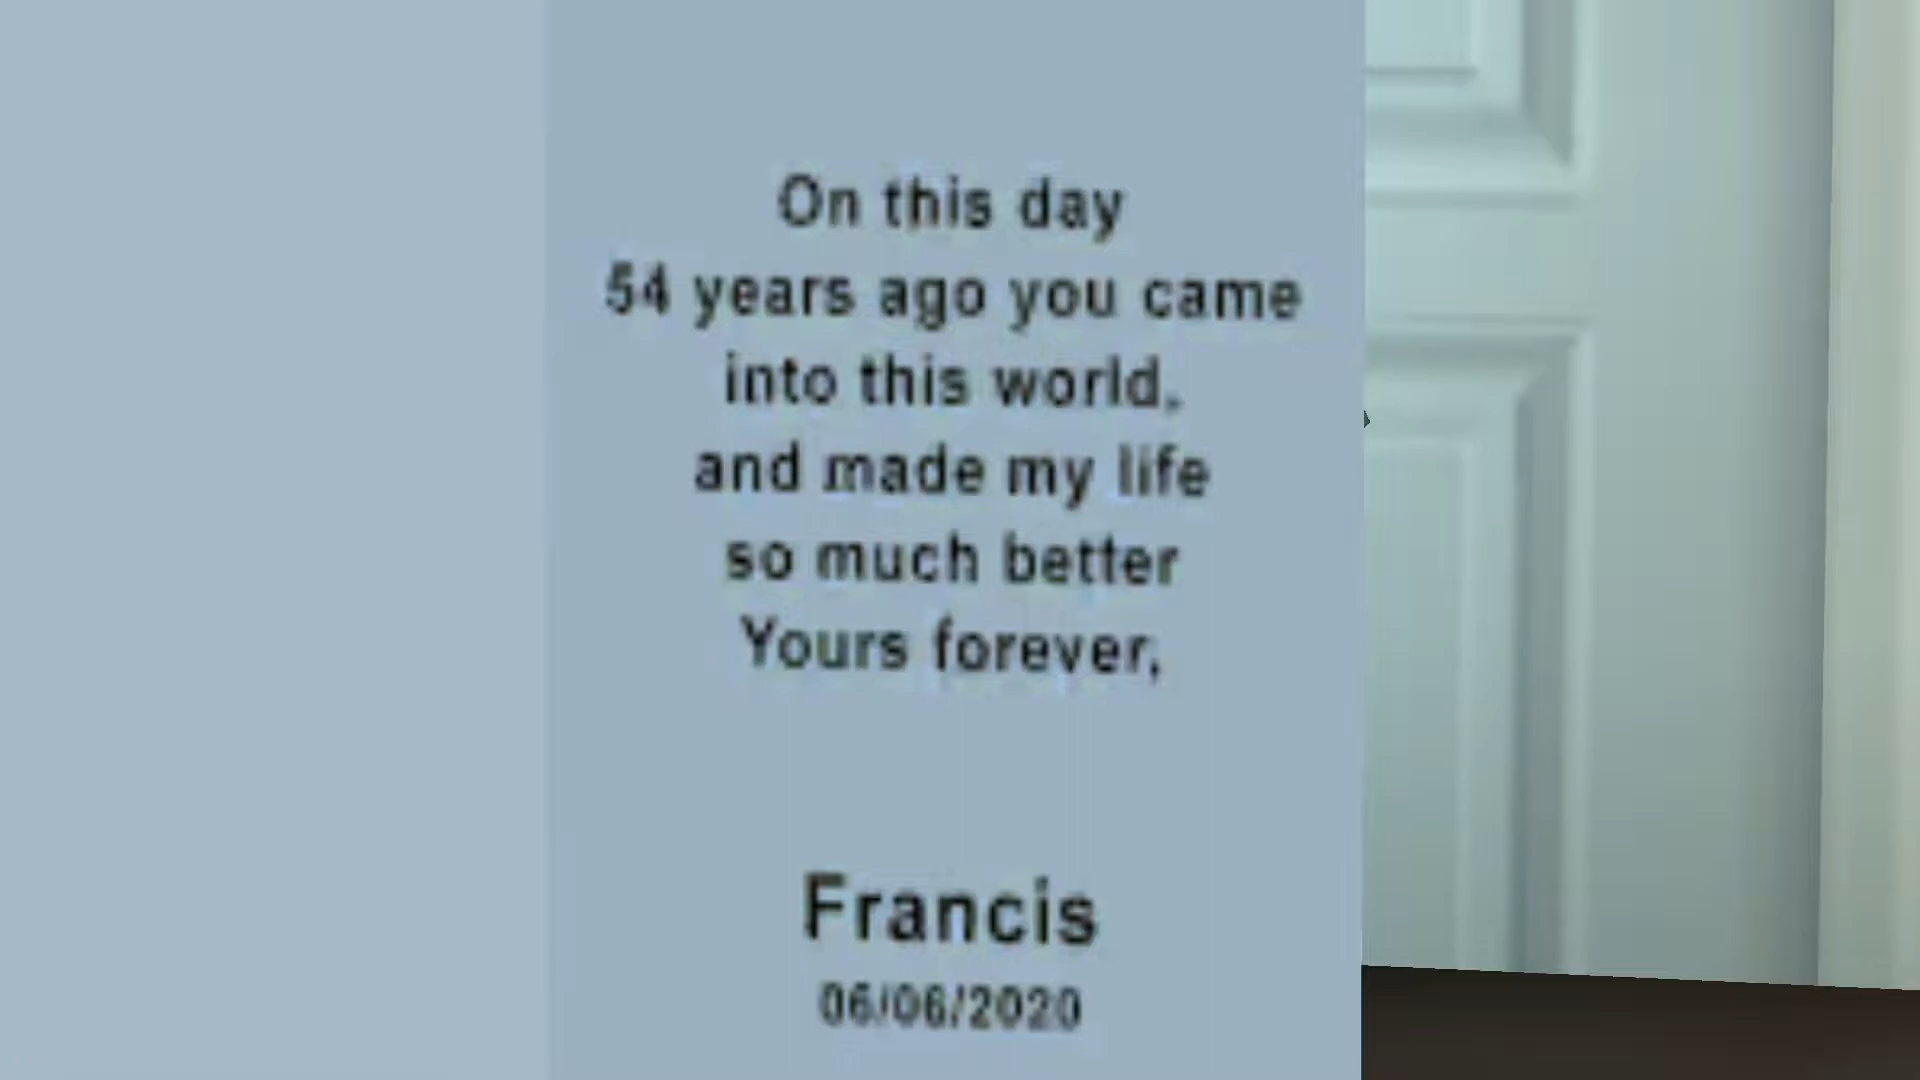 On this day
54 years ago you came
into this world,
and made my life
so much better
Yours forever,
Francis
06/06/2020